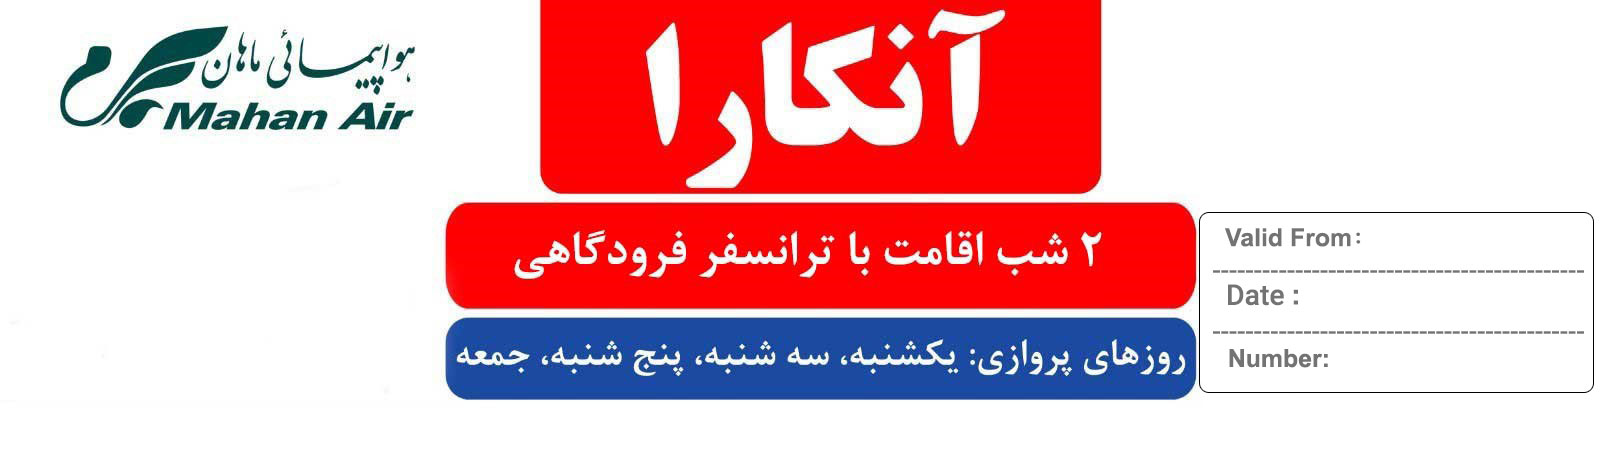 هواپیمائی ماهان
Mahan Air
آنکارا
۲ شب اقامت با ترانسفر فرودگاهی
روزهای پروازی: یکشنبه، سه شنبه، پنج شنبه، جمعه
Valid From:
Date :
Number: